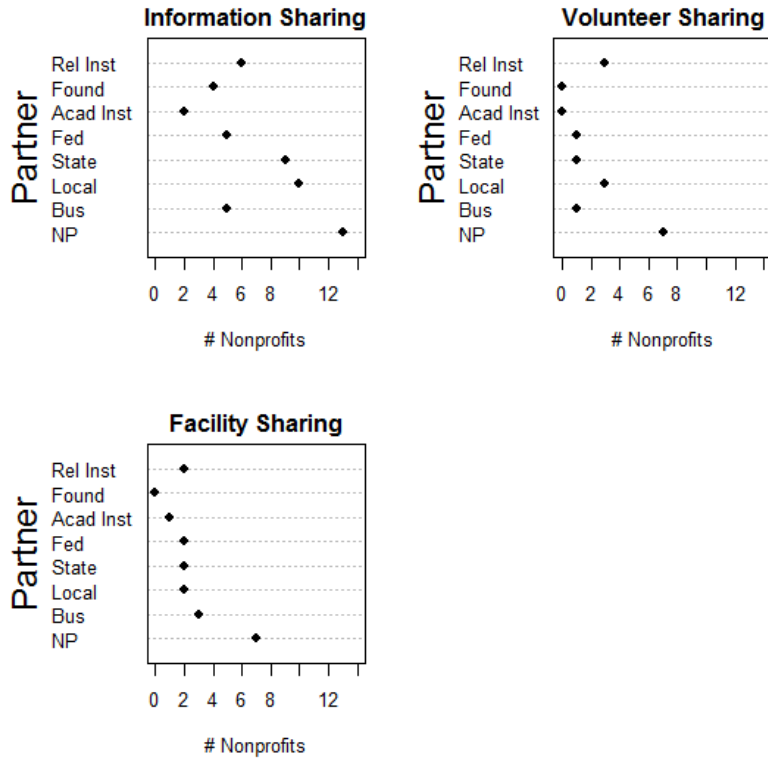 Information Sharing
Partner
Rel Inst
Found
Acad Inst
Fed
State
Local
Bus
NP
0 2 4 6 8 12
# Nonprofits
Volunteer Sharing
Partner
Rel Inst
Found
Acad Inst
Fed
State
Local
Bus
NP
0 2 4 6 8 12
# Nonprofits
Facility Sharing
Partner
Rel Inst
Found
Acad Inst
Fed
State
Local
Bus
NP
0 2 4 6 8 12
# Nonprofits